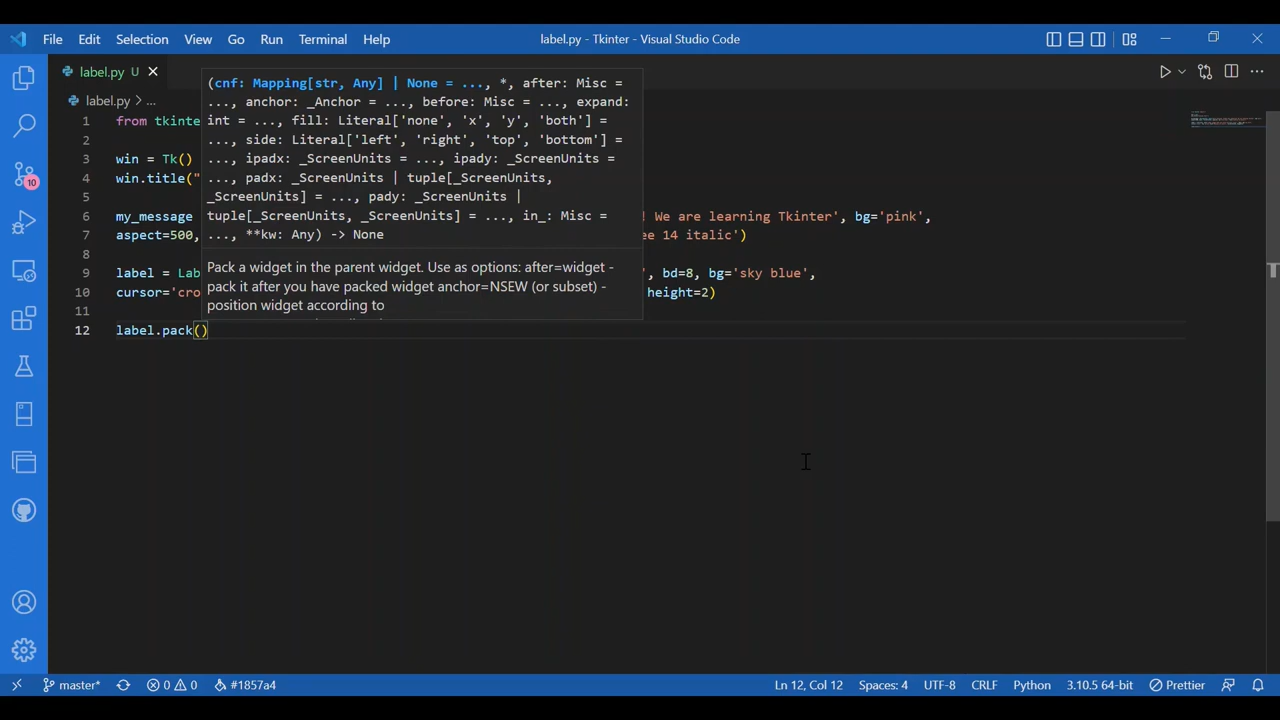 File Edit Selection View Go Run Terminal Help label.py - Tkinter - Visual Studio Code
label.py U
label.py > ...
(cnf: Mapping[str, Any] | None = ..., *, after: Misc =
..., anchor: _Anchor = ..., before: Misc = ..., expand:
int = ..., fill: Literal['none', 'x', 'y', 'both'] =
..., side: Literal['left', 'right', 'top', 'bottom'] =
..., ipadx: _ScreenUnits = ..., ipady: _ScreenUnits =
..., padx: _ScreenUnits | tuple[_ScreenUnits,
_ScreenUnits] = ..., pady: _ScreenUnits |
tuple[_ScreenUnits, _ScreenUnits] = ..., in_: Misc =
..., **kw: Any) -> None
Pack a widget in the parent widget. Use as options: after=widget -
pack it after you have packed widget anchor=NSEW (or subset) -
position widget according to
1 from tkinter
2
3 win = Tk()
4 win.title("
5
6 my_message ! We are learning Tkinter', bg='pink',
7 aspect=500, ee 14 italic')
8
9 label = Lab ', bd=8, bg='sky blue',
10 cursor='cro height=2)
11
12 label.pack()
10
master* 0 0 #1857a4 Ln 12, Col 12 Spaces: 4 UTF-8 CRLF Python 3.10.5 64-bit Prettier